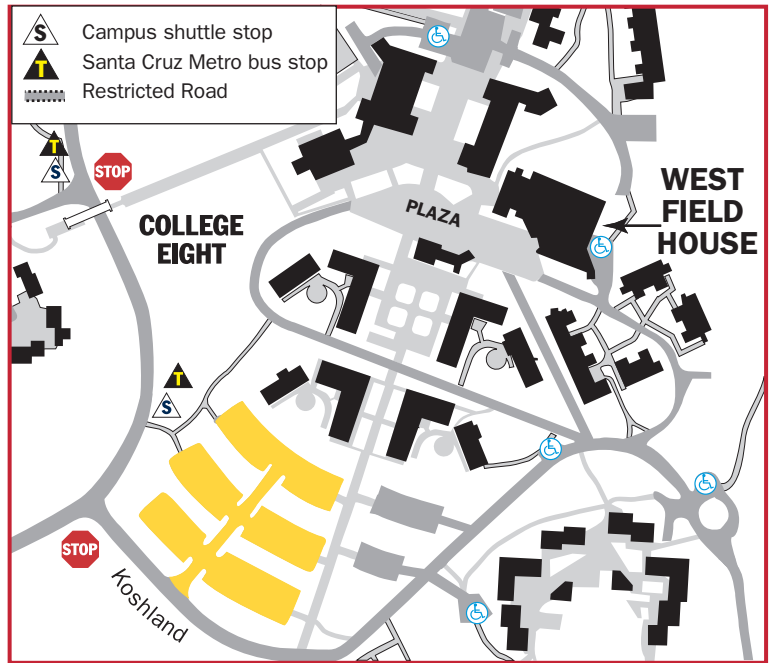 S Campus shuttle stop
T Santa Cruz Metro bus stop
Restricted Road
T
S
STOP
COLLEGE
EIGHT
PLAZA
WEST
FIELD
HOUSE
T
S
STOP
Koshland